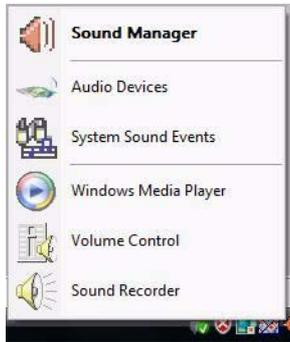 Sound Manager
Audio Devices
System Sound Events
Windows Media Player
Volume Control
Sound Recorder